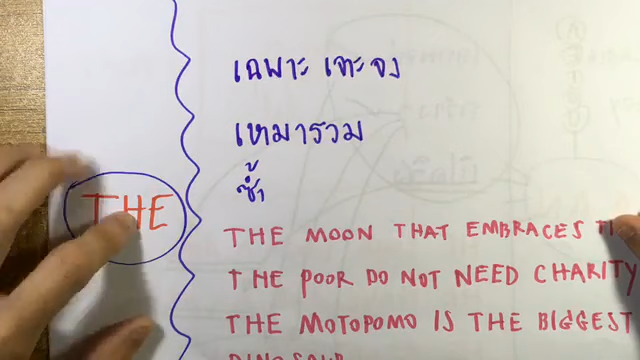 เฉพาะ เจาะจง
เหมารวม
ซ้ำ
THE
THE MOON THAT EMBRACES
THE POOR DO NOT NEED CHARITY
THE MOTOPOMO IS THE BIGGEST
DINOSAUR